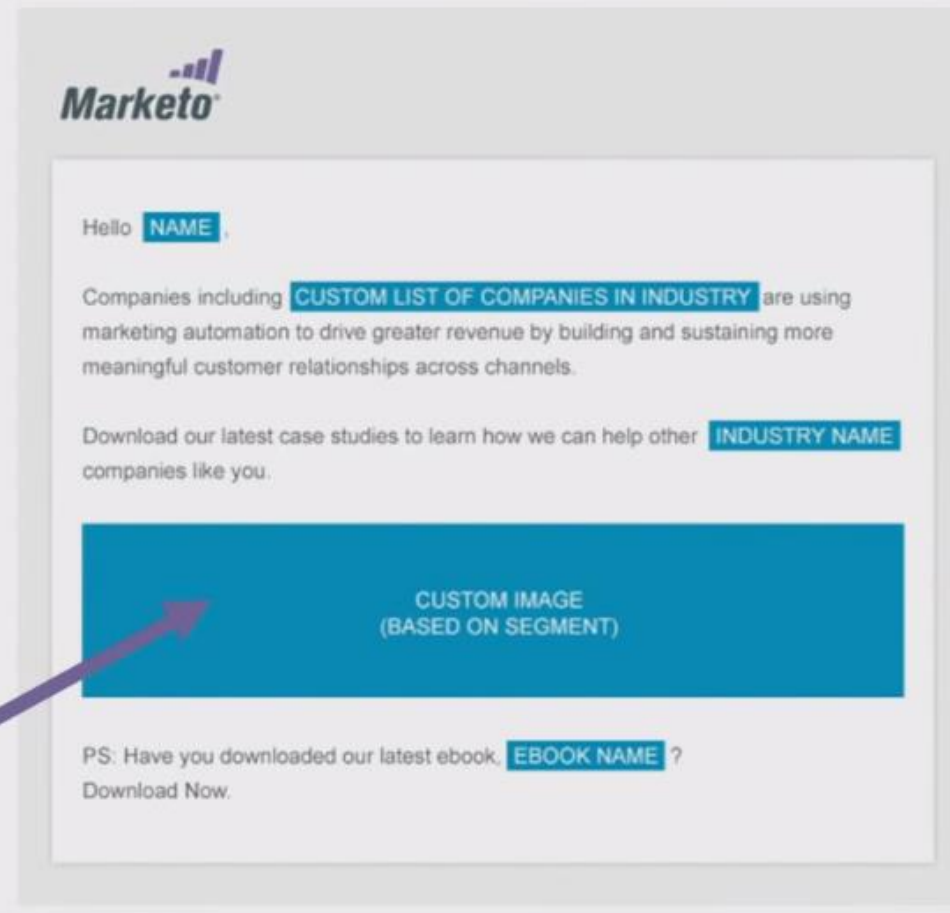 Marketo
Hello NAME ,
Companies including CUSTOM LIST OF COMPANIES IN INDUSTRY are using
marketing automation to drive greater revenue by building and sustaining more
meaningful customer relationships across channels.
Download our latest case studies to learn how we can help other INDUSTRY NAME
companies like you.
CUSTOM IMAGE
(BASED ON SEGMENT)
PS: Have you downloaded our latest ebook, EBOOK NAME ?
Download Now.